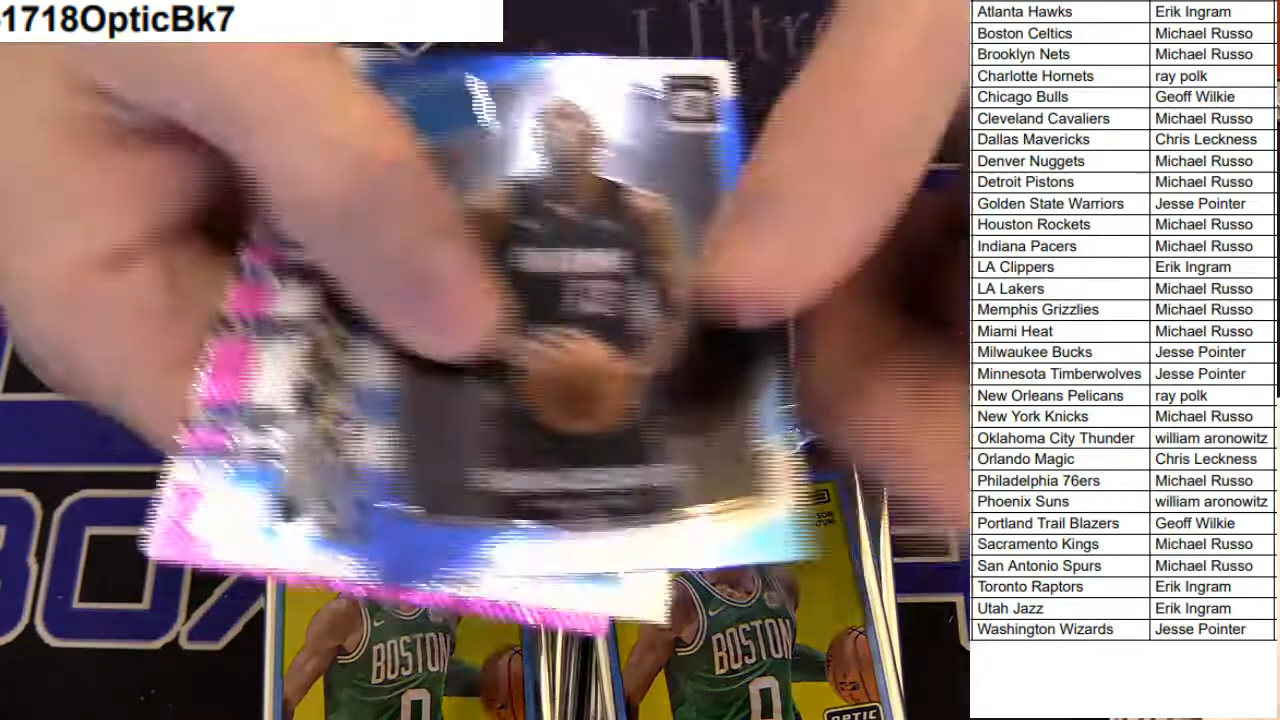 1718OpticBk7
Atlanta Hawks Erik Ingram
Boston Celtics Michael Russo
Brooklyn Nets Michael Russo
Charlotte Hornets ray polk
Chicago Bulls Geoff Wilkie
Cleveland Cavaliers Michael Russo
Dallas Mavericks Chris Leckness
Denver Nuggets Michael Russo
Detroit Pistons Michael Russo
Golden State Warriors Jesse Pointer
Houston Rockets Michael Russo
Indiana Pacers Michael Russo
LA Clippers Erik Ingram
LA Lakers Michael Russo
Memphis Grizzlies Michael Russo
Miami Heat Michael Russo
Milwaukee Bucks Jesse Pointer
Minnesota Timberwolves Jesse Pointer
New Orleans Pelicans ray polk
New York Knicks Michael Russo
Oklahoma City Thunder william aronowitz
Orlando Magic Chris Leckness
Philadelphia 76ers Michael Russo
Phoenix Suns william aronowitz
Portland Trail Blazers Geoff Wilkie
Sacramento Kings Michael Russo
San Antonio Spurs Michael Russo
Toronto Raptors Erik Ingram
Utah Jazz Erik Ingram
Washington Wizards Jesse Pointer
BOX
BOSTON
0
BOSTON
0
OPTIC